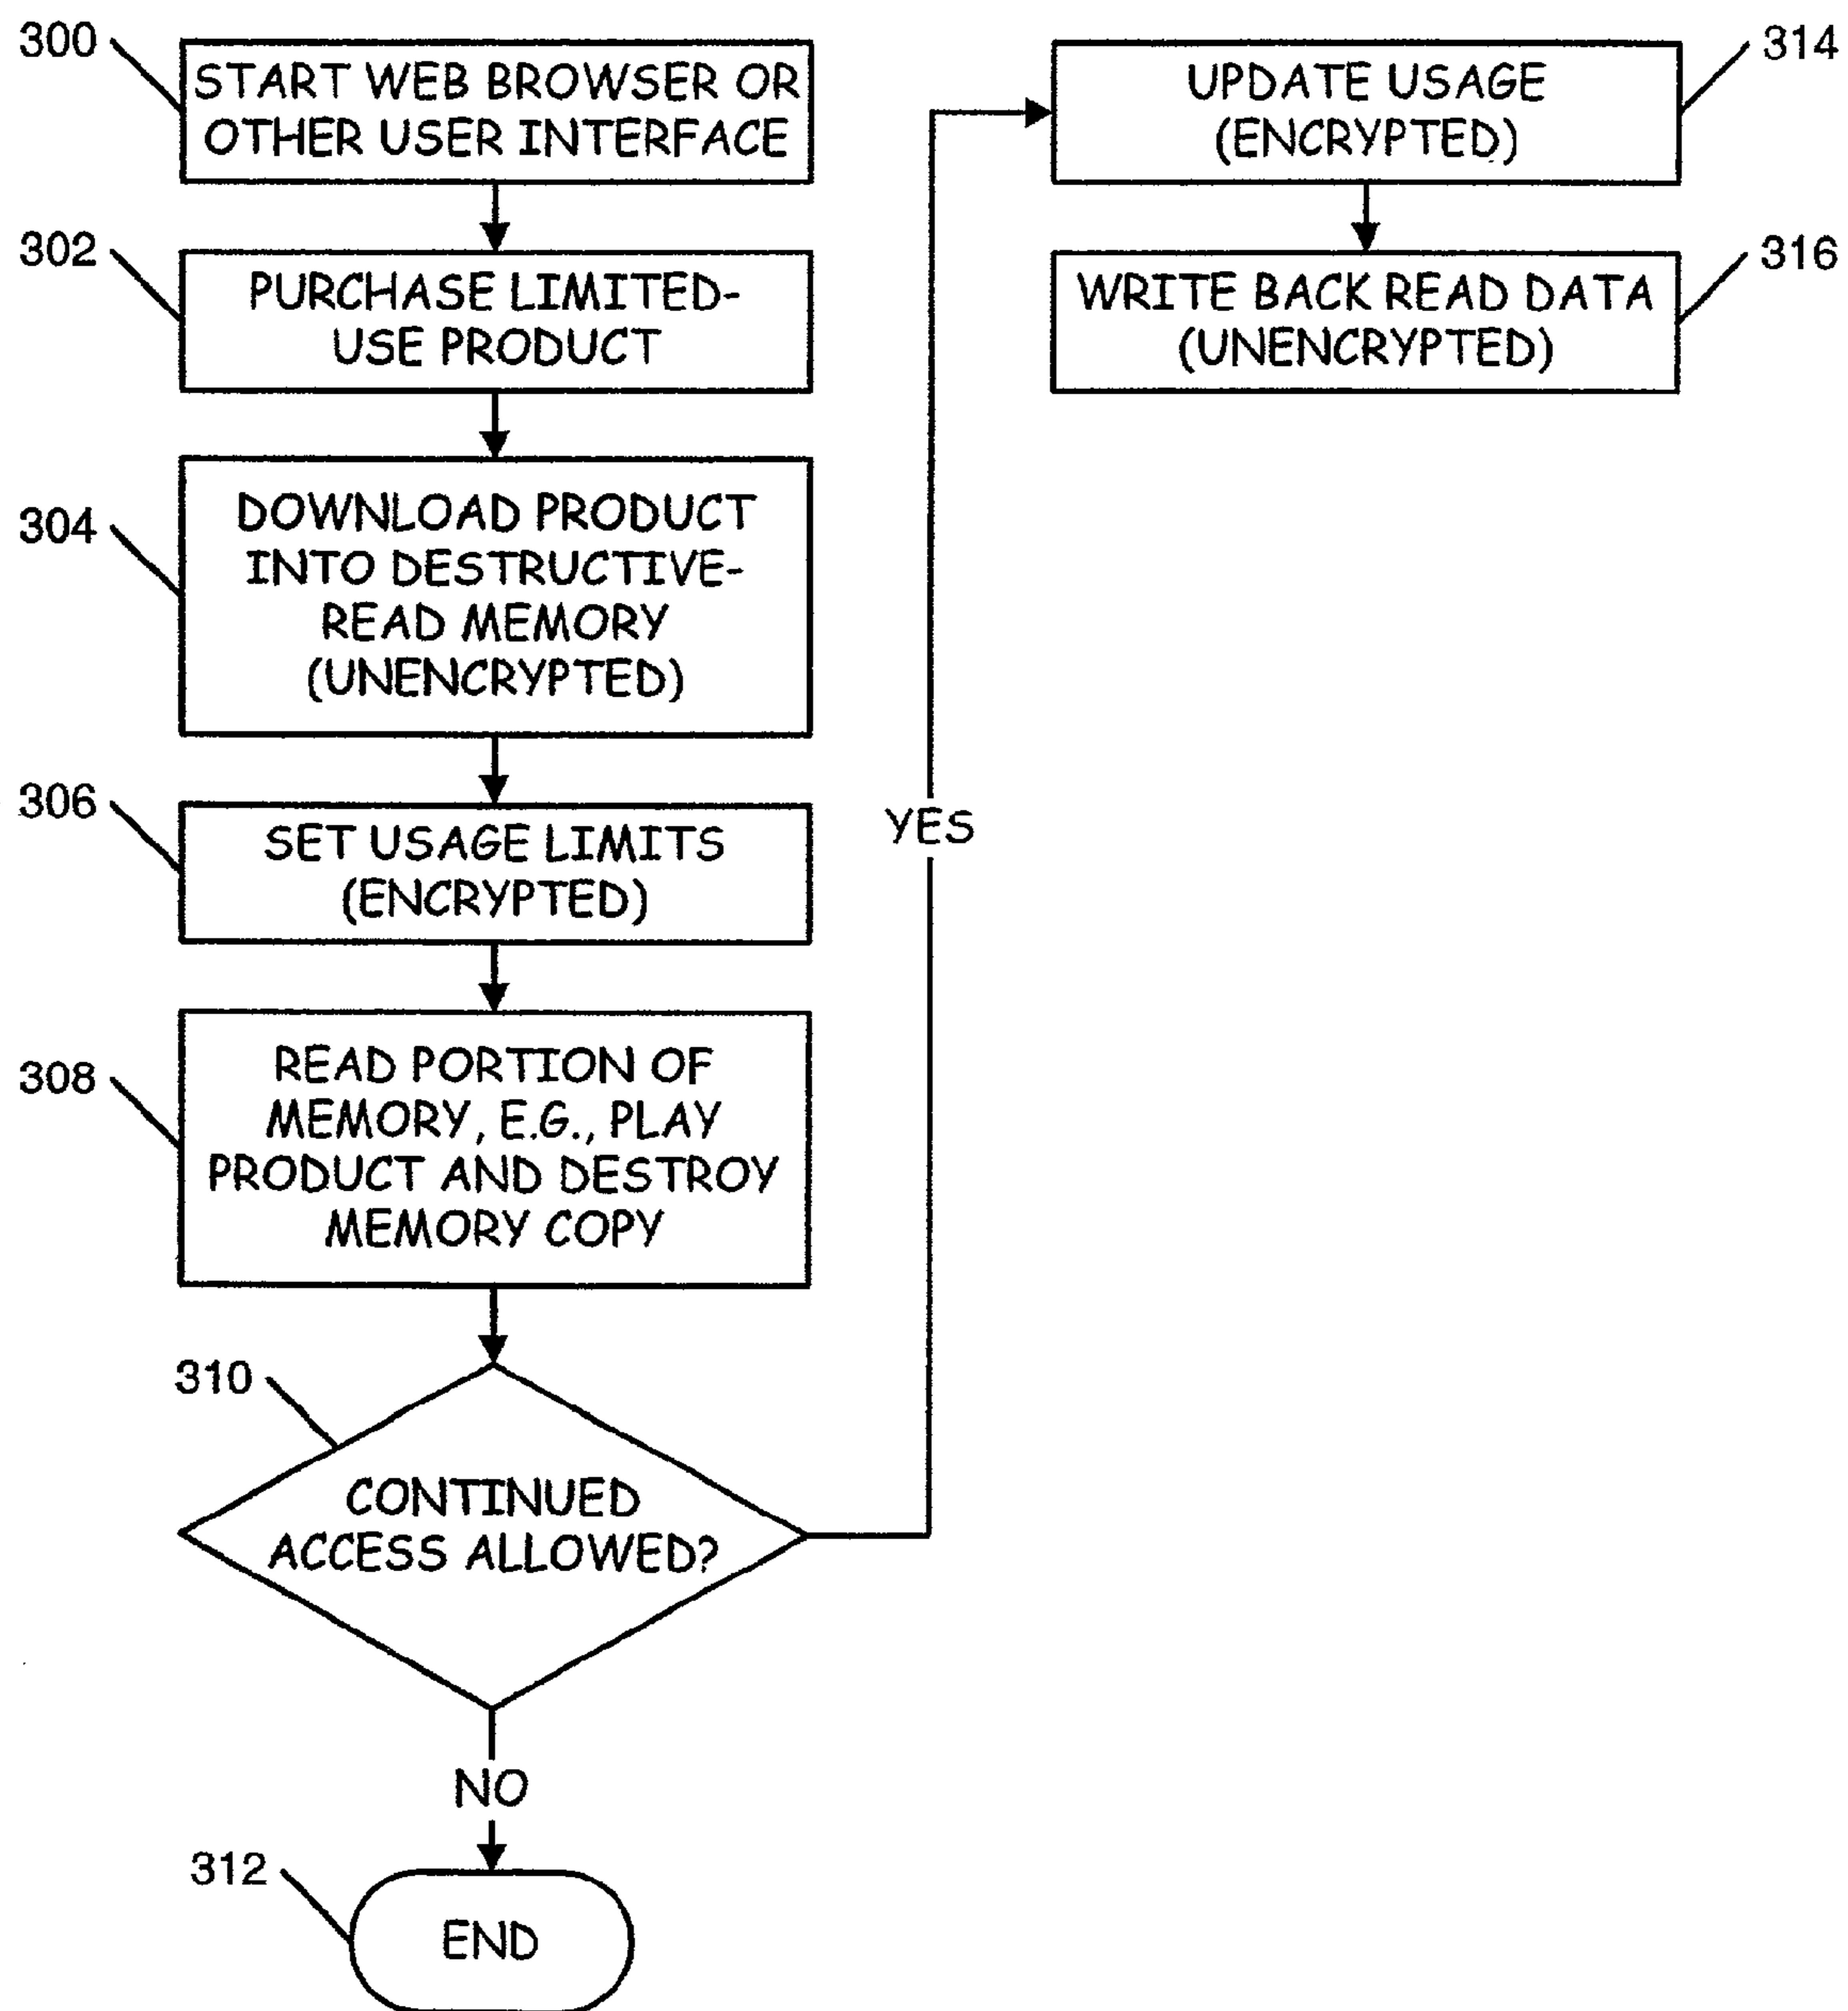 300
START WEB BROWSER OR
OTHER USER INTERFACE
302
PURCHASE LIMITED-
USE PRODUCT
304
DOWNLOAD PRODUCT
INTO DESTRUCTIVE-
READ MEMORY
(UNENCRYPTED)
306
SET USAGE LIMITS
(ENCRYPTED)
308
READ PORTION OF
MEMORY, E.G., PLAY
PRODUCT AND DESTROY
MEMORY COPY
310
CONTINUED
ACCESS ALLOWED?
NO
312
END
YES
314
UPDATE USAGE
(ENCRYPTED)
316
WRITE BACK READ DATA
(UNENCRYPTED)